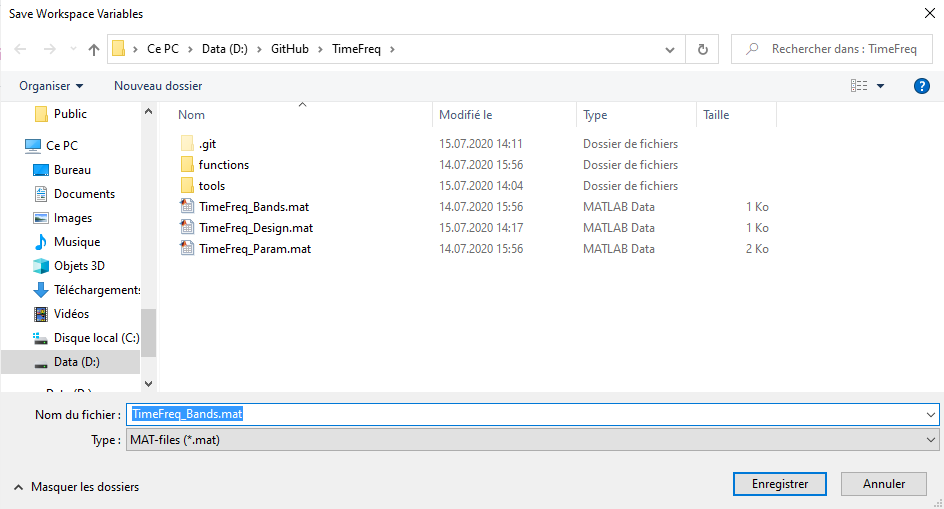 Save Workspace Variables
Ce PC Data (D:) GitHub TimeFreq
Rechercher dans : TimeFreq
Organiser
Nouveau dossier
?
Public
Ce PC
Bureau
Documents
Images
Musique
Objets 3D
Téléchargements
Vidéos
Disque local (C:)
Data (D:)
Nom Modifié le Type Taille
.git 15.07.2020 14:11 Dossier de fichiers
functions 14.07.2020 15:56 Dossier de fichiers
tools 15.07.2020 14:04 Dossier de fichiers
TimeFreq_Bands.mat 14.07.2020 15:56 MATLAB Data 1 Ko
TimeFreq_Design.mat 15.07.2020 14:17 MATLAB Data 1 Ko
TimeFreq_Param.mat 14.07.2020 15:56 MATLAB Data 2 Ko
Nom du fichier : TimeFreq_Bands.mat
Type : MAT-files (*.mat)
Masquer les dossiers
Enregistrer
Annuler